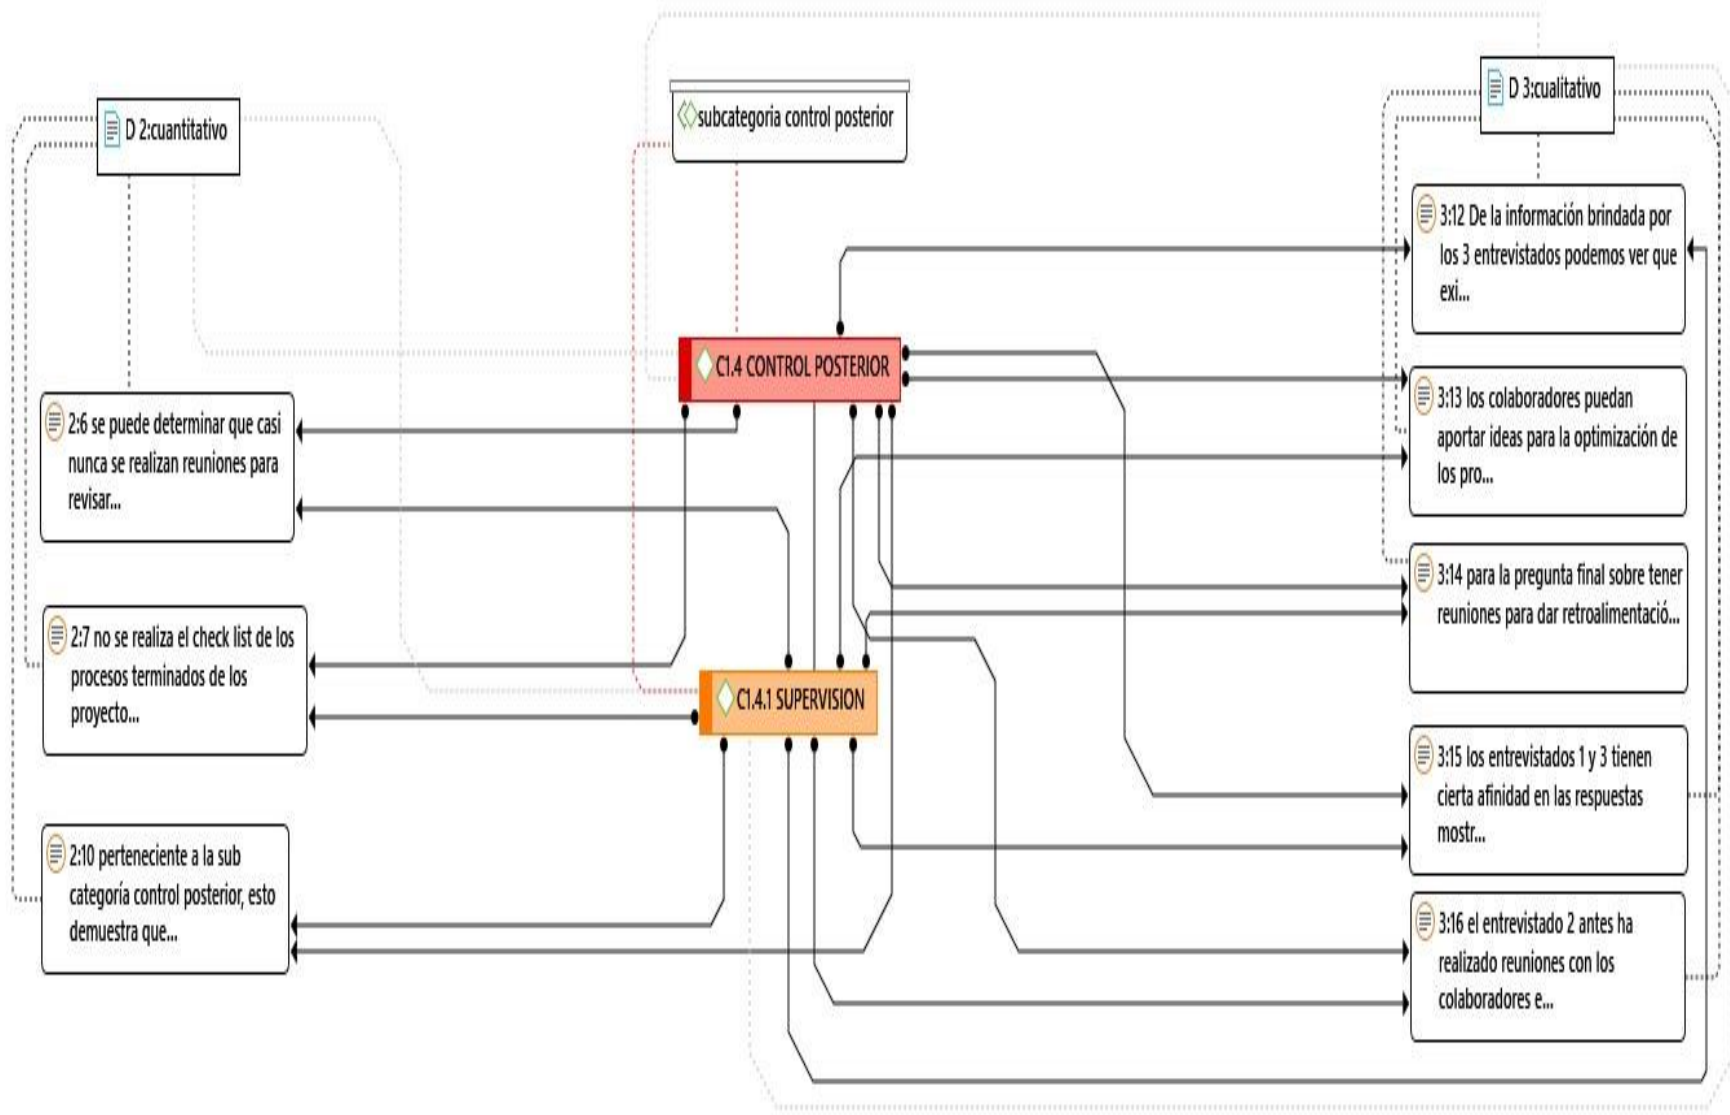 D 2:cuantitativo
subcategoria control posterior
D 3:cualitativo
C1.4 CONTROL POSTERIOR
C1.4.1 SUPERVISION
2:6 se puede determinar que casi
nunca se realizan reuniones para
revisar...
2:7 no se realiza el check list de los
procesos terminados de los
proyecto...
2:10 perteneciente a la sub
categoría control posterior, esto
demuestra que...
3:12 De la información brindada por
los 3 entrevistados podemos ver que
exi...
3:13 los colaboradores puedan
aportar ideas para la optimización de
los pro...
3:14 para la pregunta final sobre tener
reuniones para dar retroalimentació...
3:15 los entrevistados 1 y 3 tienen
cierta afinidad en las respuestas
mostr...
3:16 el entrevistado 2 antes ha
realizado reuniones con los
colaboradores e...